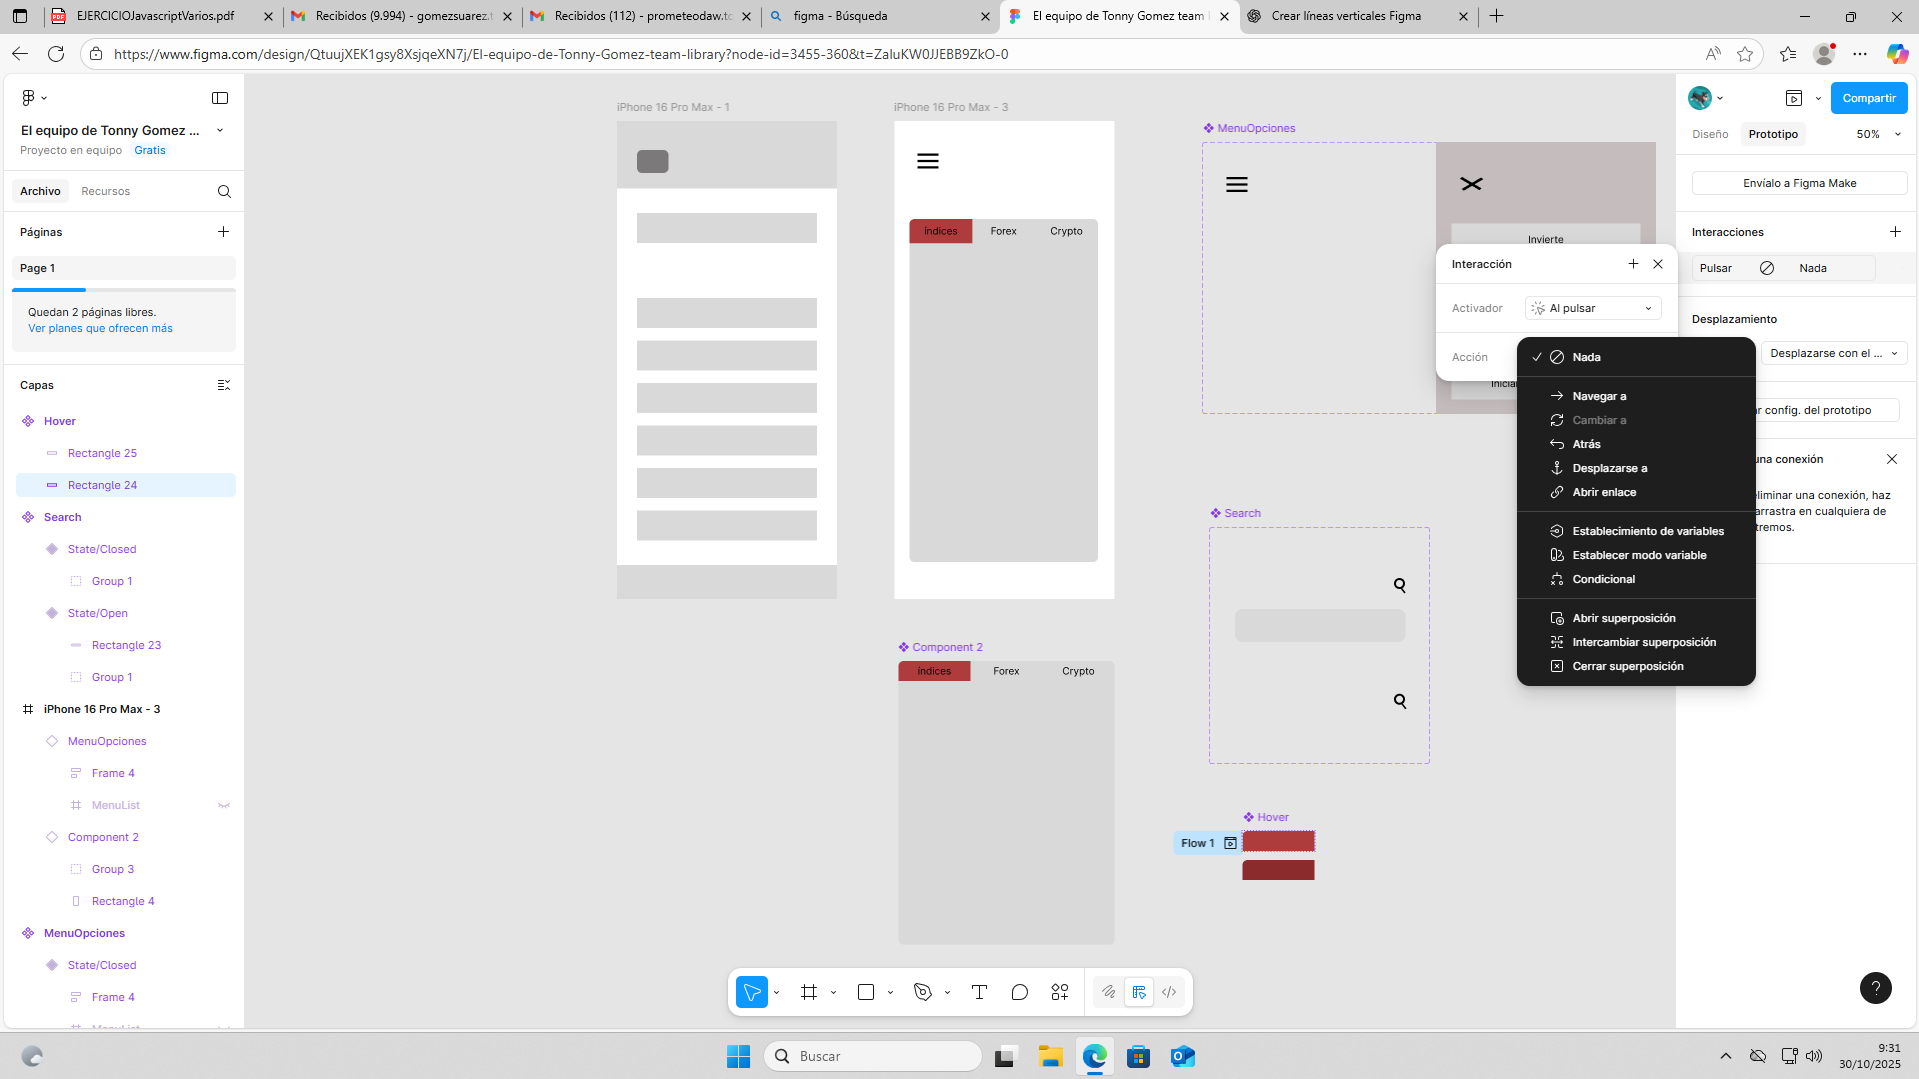 EJERCICIOJavascriptVarios.pdf
Recibidos (9.994) - gomezsuarez.t
Recibidos (112) - prometeodaw.tc
figma - Búsqueda
El equipo de Tonny Gomez team l
Crear líneas verticales Figma
https://www.figma.com/design/QtuujXEK1gsy8XsjqeXN7j/El-equipo-de-Tonny-Gomez-team-library?node-id=3455-360&t=ZaluKW0JJEBB9ZkO-0
El equipo de Tonny Gomez ...
Proyecto en equipo Gratis
Archivo Recursos
Páginas
Page 1
Quedan 2 páginas libres.
Ver planes que ofrecen más
Capas
Hover
Rectangle 25
Rectangle 24
Search
State/Closed
Group 1
State/Open
Rectangle 23
Group 1
iPhone 16 Pro Max - 3
MenuOpciones
Frame 4
MenuList
Component 2
Group 3
Rectangle 4
MenuOpciones
State/Closed
Frame 4
iPhone 16 Pro Max - 1
iPhone 16 Pro Max - 3
índices Forex Crypto
Component 2
índices Forex Crypto
MenuOpciones
Invierte
Iniciar
Search
Hover
Flow 1
Interacción
Activador Al pulsar
Acción
Nada
Navegar a
Cambiar a
Atrás
Desplazarse a
Abrir enlace
Establecimiento de variables
Establecer modo variable
Condicional
Abrir superposición
Intercambiar superposición
Cerrar superposición
Compartir
Diseño Prototipo 50%
Envíalo a Figma Make
Interacciones
Pulsar Nada
Desplazamiento
Desplazarse con el ...
ar config. del prototipo
una conexión
eliminar una conexión, haz
arrastra en cualquiera de
tremos.
?
Buscar
9:31
30/10/2025